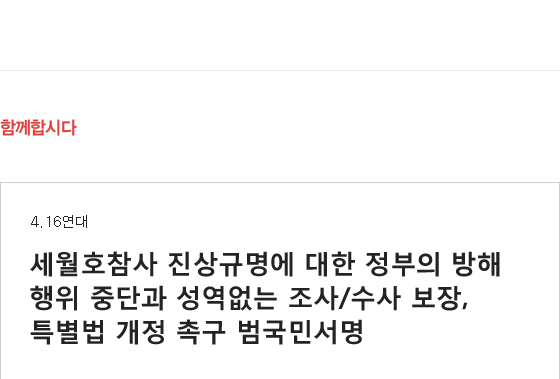 함께합시다
4.16연대
세월호참사 진상규명에 대한 정부의 방해
행위 중단과 성역없는 조사/수사 보장,
특별법 개정 촉구 범국민서명